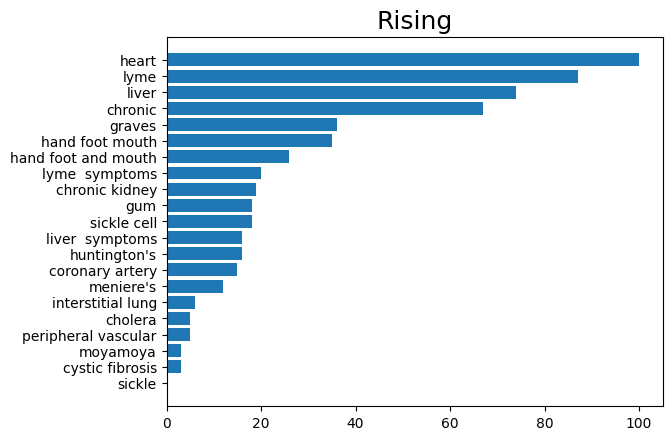 Rising
heart
lyme
liver
chronic
graves
hand foot mouth
hand foot and mouth
lyme  symptoms
chronic kidney
gum
sickle cell
liver  symptoms
huntington's
coronary artery
meniere's
interstitial lung
cholera
peripheral vascular
moyamoya
cystic fibrosis
sickle
0 20 40 60 80 100